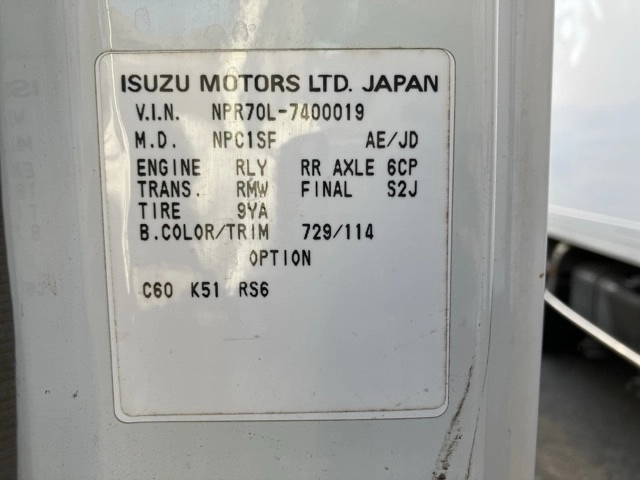 ISUZU MOTORS LTD. JAPAN
V.I.N. NPR70L-7400019
M.D. NPC1SF AE/JD
ENGINE RLY RR AXLE 6CP
TRANS. RMW FINAL S2J
TIRE 9YA
B.COLOR/TRIM 729/114
OPTION
C60 K51 RS6